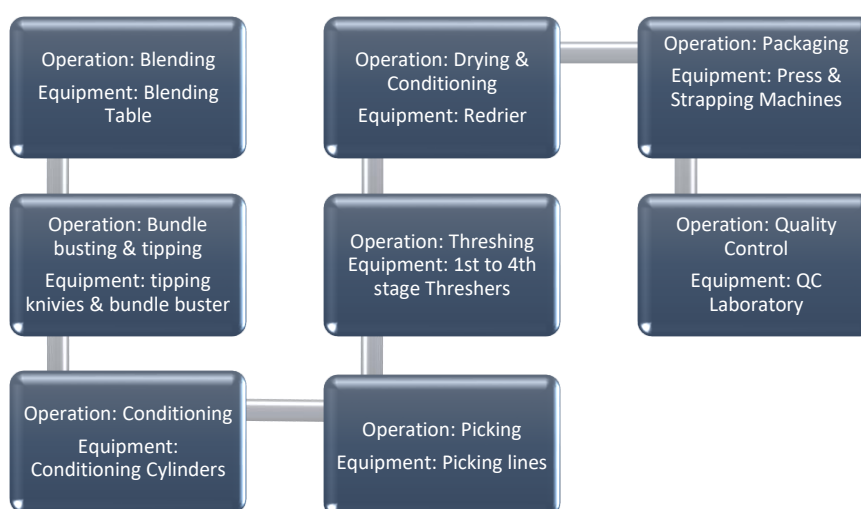 Operation: Blending
Equipment: Blending
Table
Operation: Bundle
busting & tipping
Equipment: tipping
knivies & bundle buster
Operation: Conditioning
Equipment:
Conditioning Cylinders
Operation: Picking
Equipment: Picking lines
Operation: Threshing
Equipment: 1st to 4th
stage Threshers
Operation: Drying &
Conditioning
Equipment: Redrier
Operation: Packaging
Equipment: Press &
Strapping Machines
Operation: Quality
Control
Equipment: QC
Laboratory